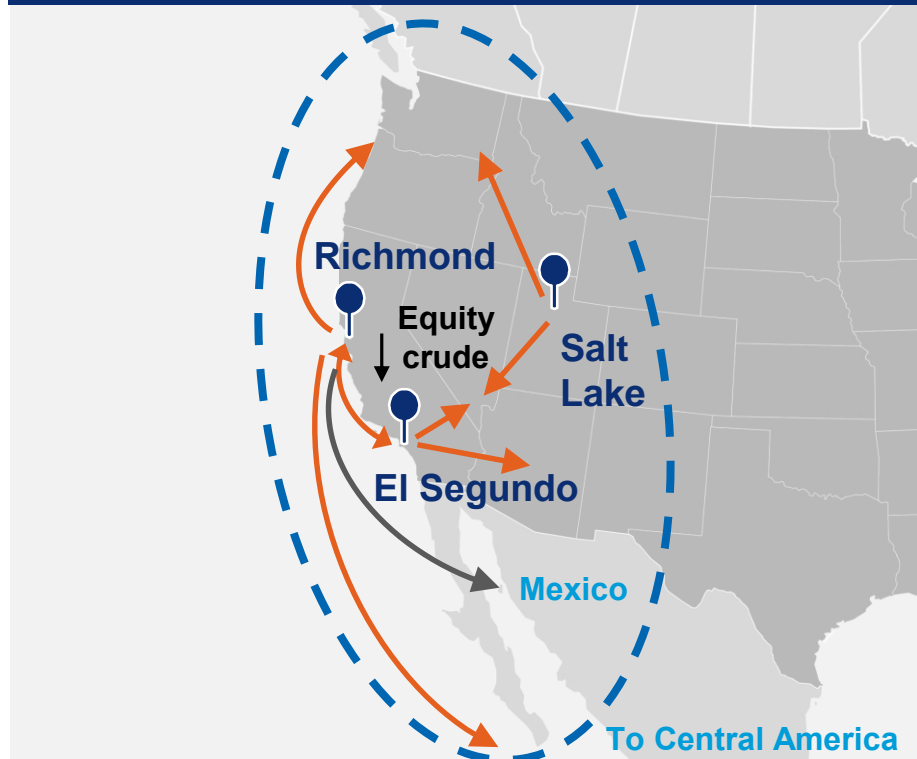 Richmond
Equity
crude
Salt
Lake
El Segundo
Mexico
To Central America